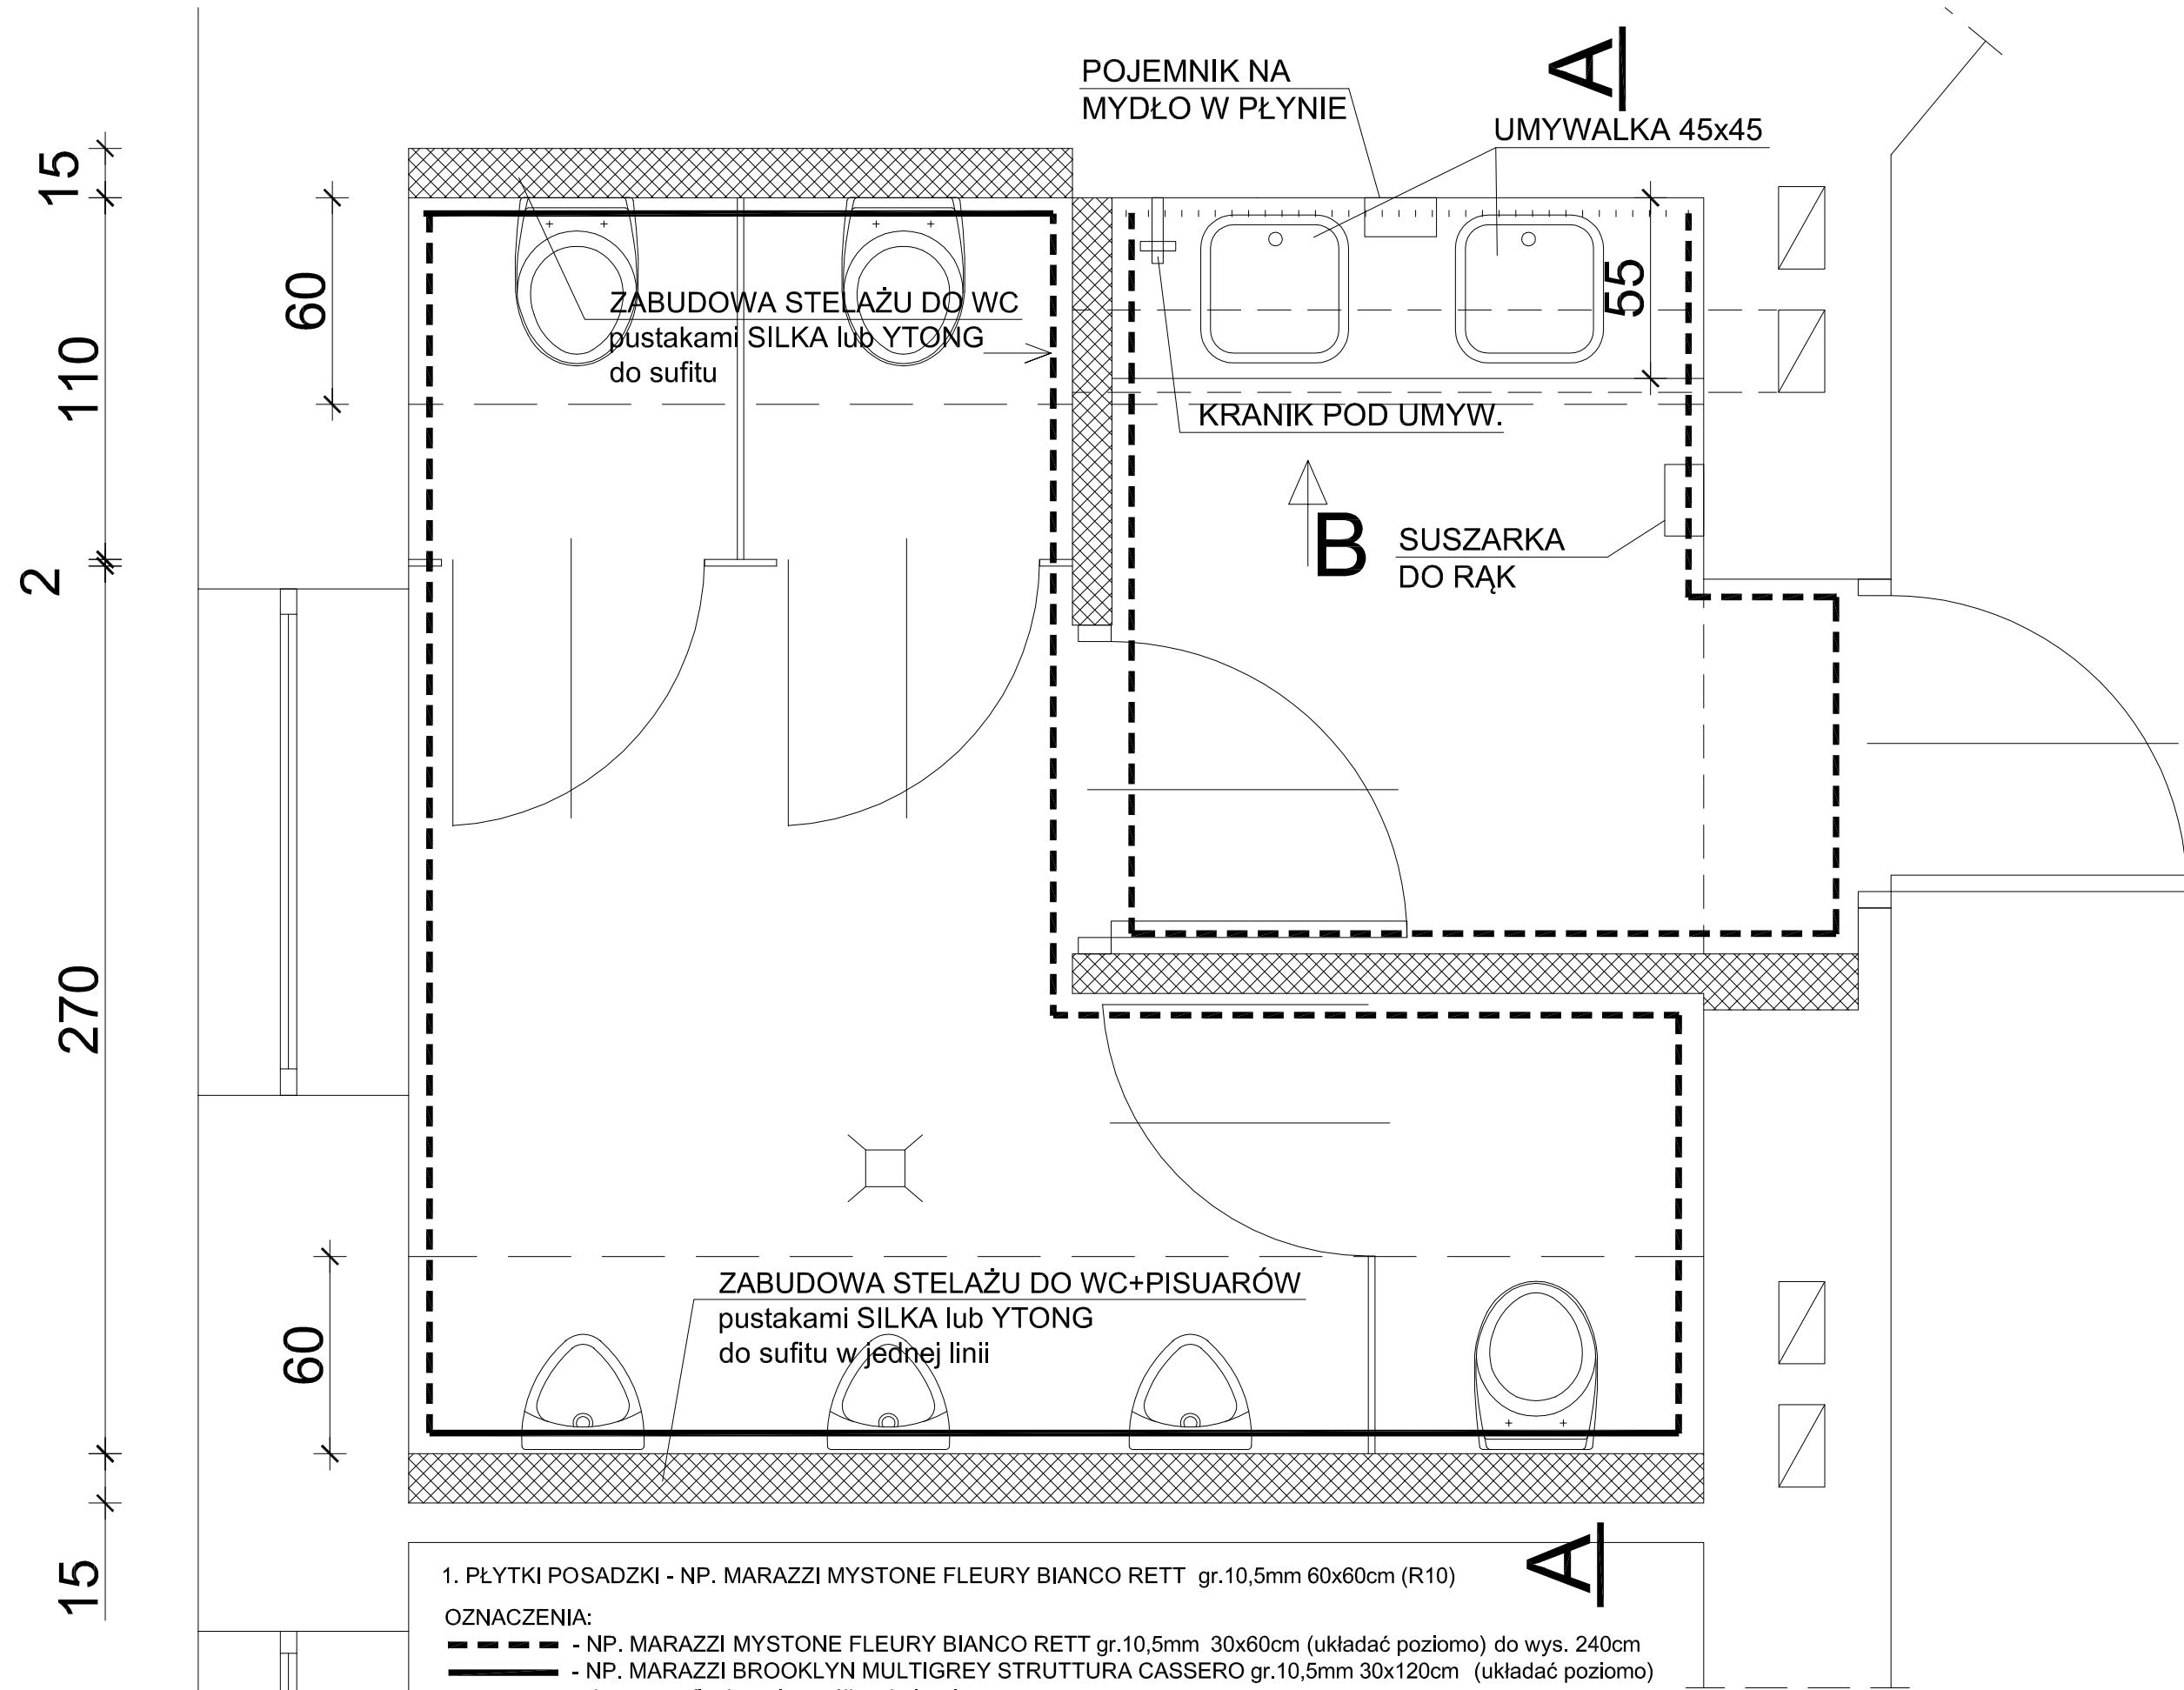 POJEMNIK NA
MYDŁO W PŁYNIE
A
UMYWALKA 45x45
15
60
110
2
270
60
15
ZABUDOWA STELAŻU DO WC
pustakami SILKA lub YTONG
do sufitu
55
KRANIK POD UMYW.
B
SUSZARKA
DO RĄK
ZABUDOWA STELAŻU DO WC+PISUARÓW
pustakami SILKA lub YTONG
do sufitu w jednej linii
A
1. PŁYTKI POSADZKI - NP. MARAZZI MYSTONE FLEURY BIANCO RETT gr.10,5mm 60x60cm (R10)
OZNACZENIA:
- NP. MARAZZI MYSTONE FLEURY BIANCO RETT gr.10,5mm 30x60cm (układać poziomo) do wys. 240cm
- NP. MARAZZI BROOKLYN MULTIGREY STRUTTURA CASSERO gr.10,5mm 30x120cm (układać poziomo)